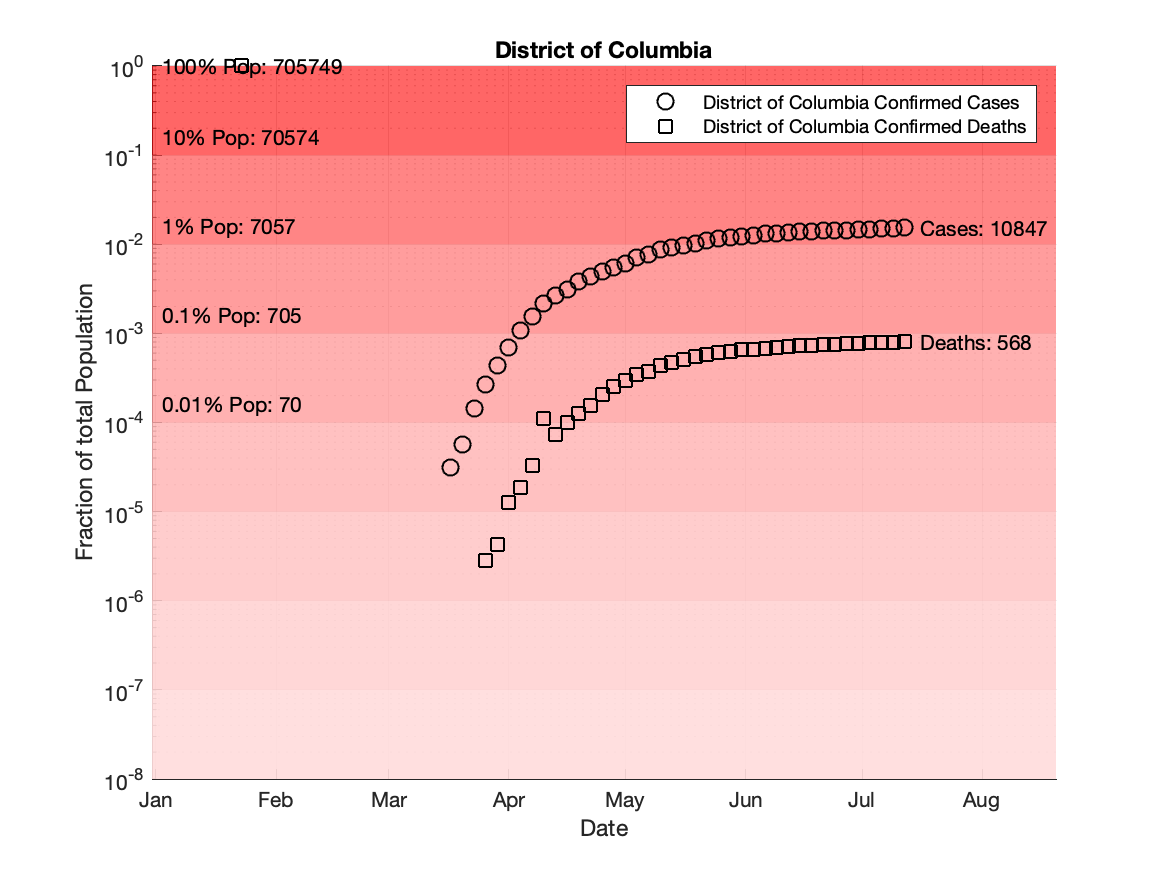 District of Columbia
10^0
100% Pop: 705749
District of Columbia Confirmed Cases
District of Columbia Confirmed Deaths
10% Pop: 70574
10^-1
1% Pop: 7057
Cases: 10847
10^-2
0.1% Pop: 705
10^-3
Deaths: 568
0.01% Pop: 70
10^-4
10^-5
10^-6
10^-7
10^-8
Fraction of total Population
Jan Feb Mar Apr May Jun Jul Aug
Date